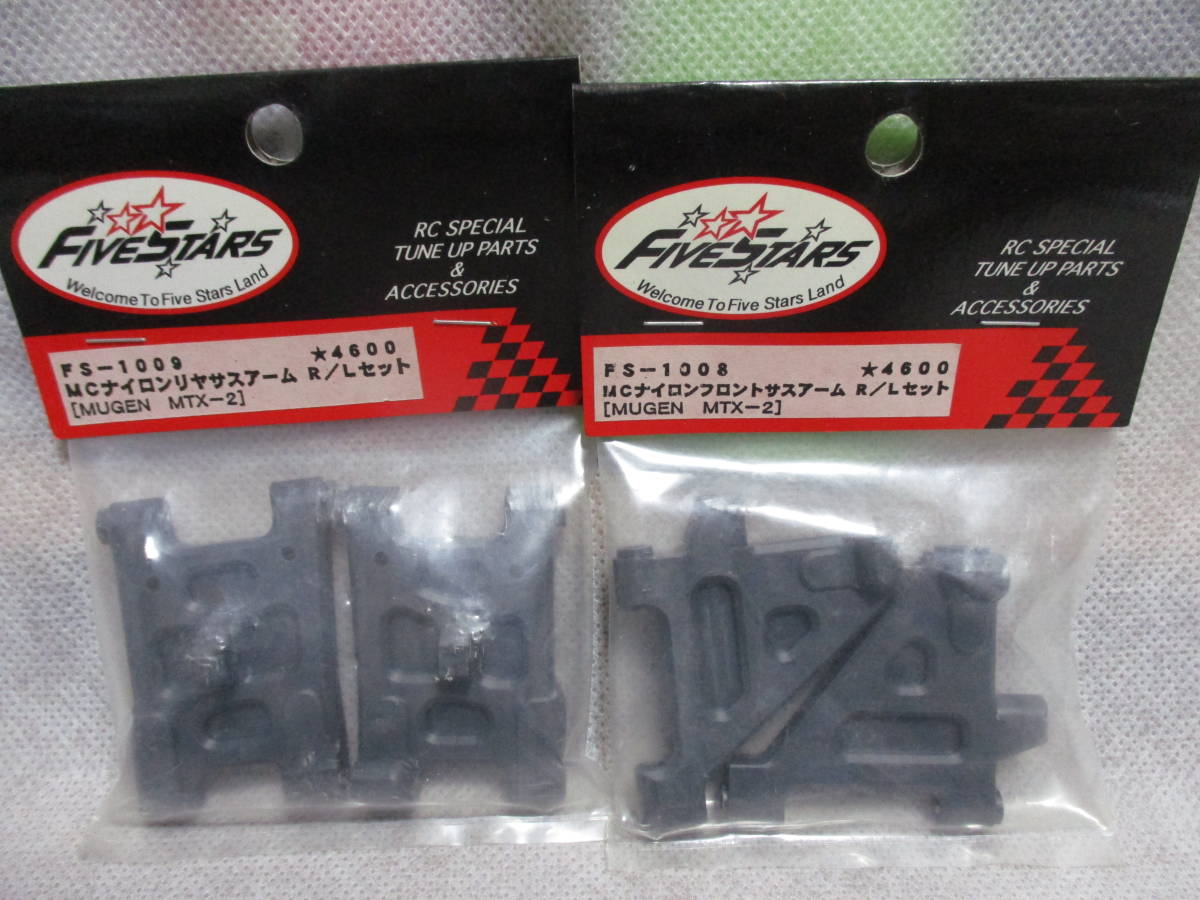 FIVESTARS
Welcome To Five Stars Land
RC SPECIAL
TUNE UP PARTS
&
ACCESSORIES
FS-1009 ★4600
MCナイロンリヤサスアーム R/Lセット
[MUGEN MTX-2]
FIVESTARS
Welcome To Five Stars Land
RC SPECIAL
TUNE UP PARTS
&
ACCESSORIES
FS-1008 ★4600
MCナイロンフロントサスアーム R/Lセット
[MUGEN MTX-2]